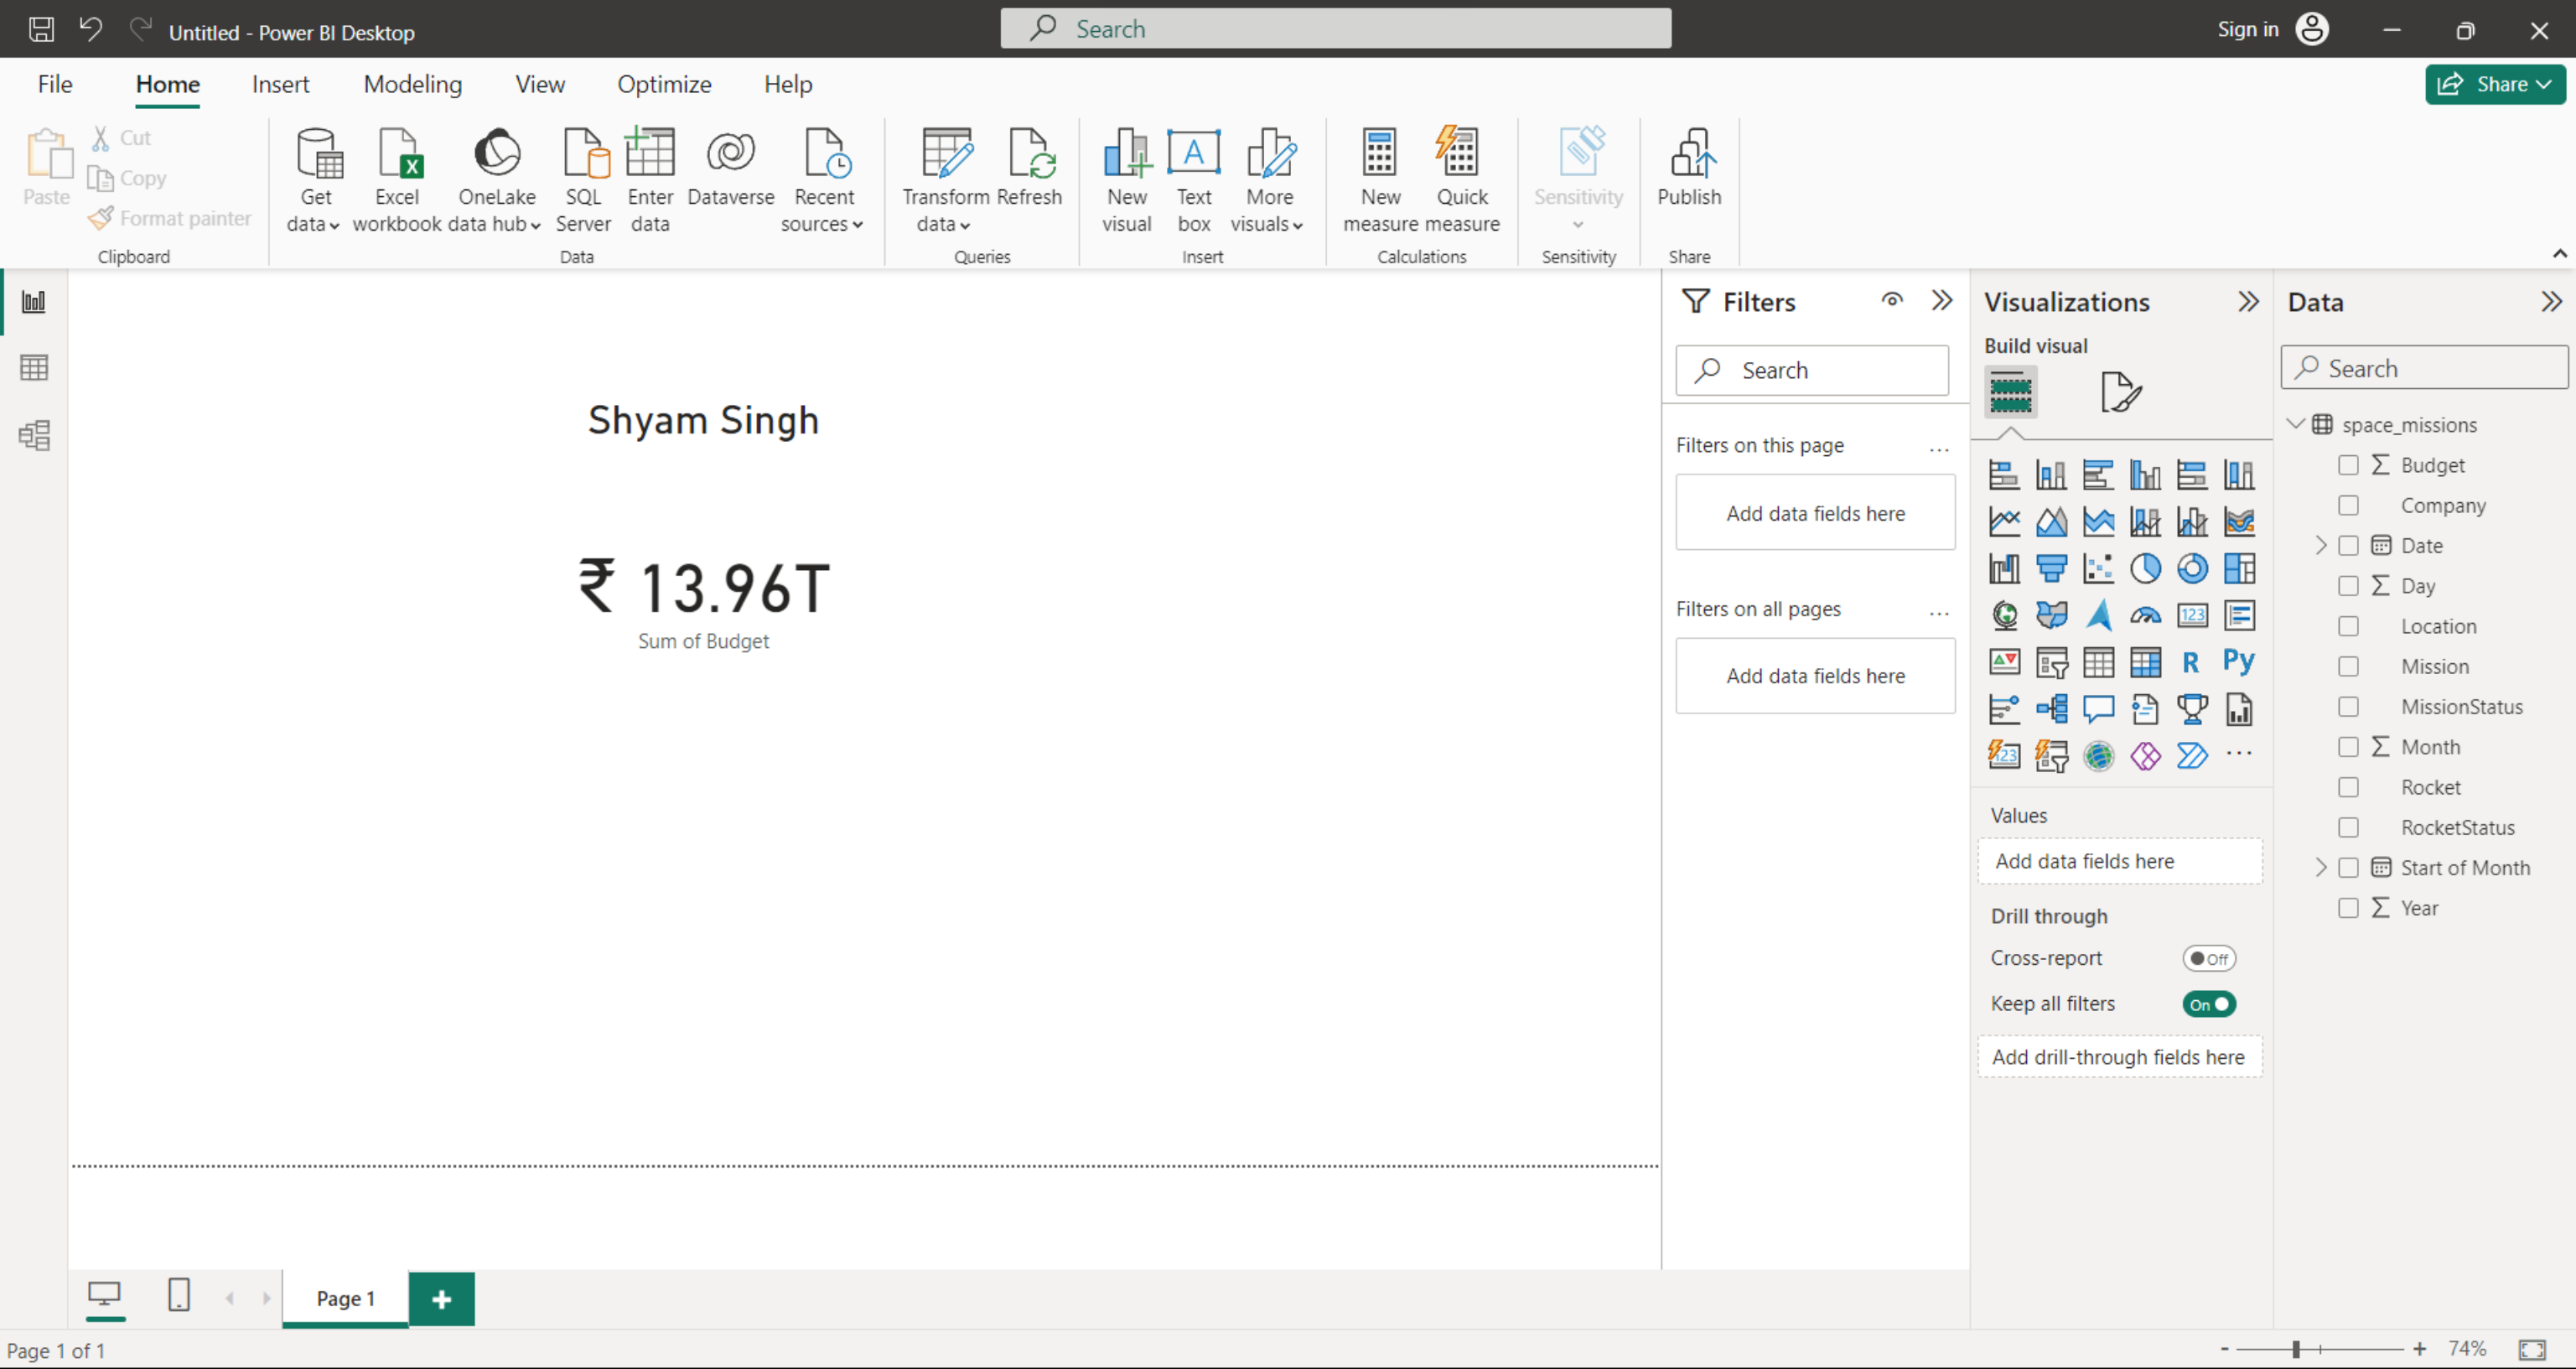 Untitled - Power BI Desktop
Search
Sign in
File Home Insert Modeling View Optimize Help
Share
Paste
Cut
Copy
Format painter
Clipboard
Get data
Excel workbook
OneLake data hub
SQL Server
Enter data
Dataverse
Recent sources
Data
Transform data
Refresh
Queries
New visual
Text box
More visuals
Insert
New measure
Quick measure
Calculations
Sensitivity
Sensitivity
Publish
Share
Shyam Singh
₹ 13.96T
Sum of Budget
Filters
Search
Filters on this page
...
Add data fields here
Filters on all pages
...
Add data fields here
Visualizations
Build visual
123
R
Py
123
...
Values
Add data fields here
Drill through
Cross-report
Off
Keep all filters
On
Add drill-through fields here
Data
Search
space_missions
Σ Budget
Company
Date
Σ Day
Location
Mission
MissionStatus
Σ Month
Rocket
RocketStatus
Start of Month
Σ Year
Page 1
+
Page 1 of 1
- + 74%